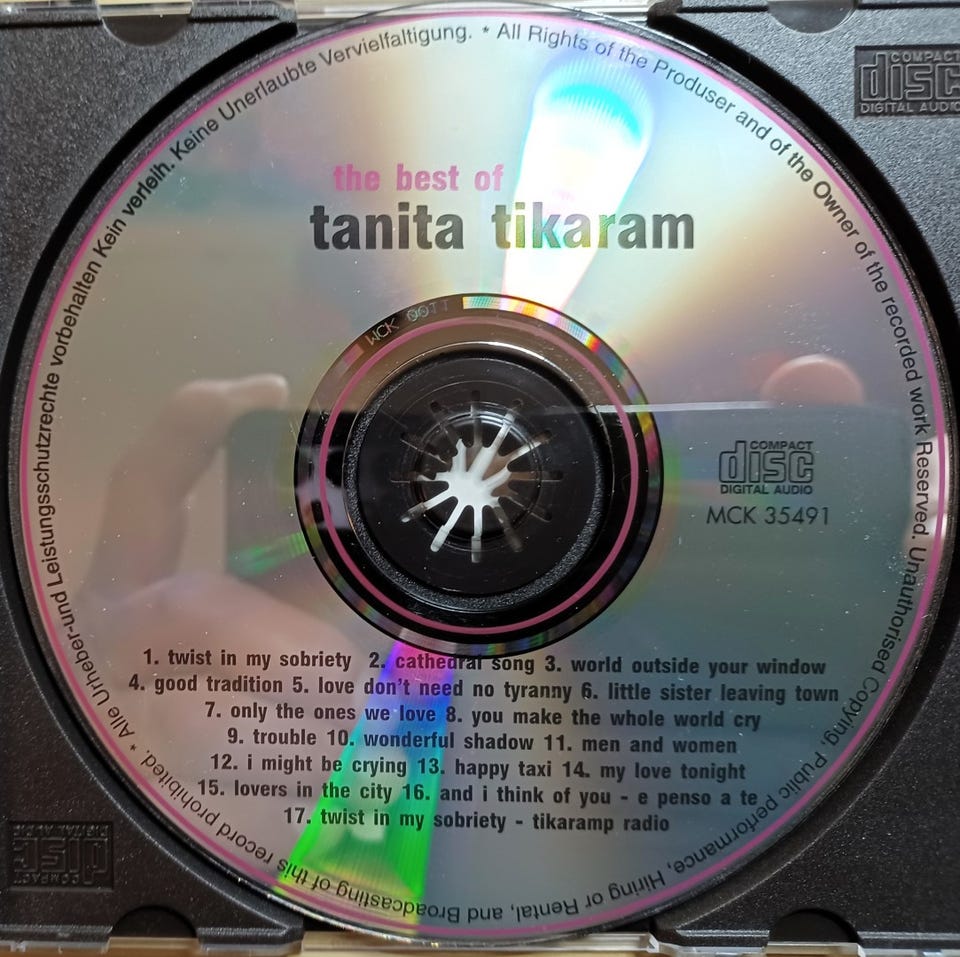 * Alle Urheber-und Leistungsschutzrechte vorbehalten Kein verleih. Keine Unerlaubte Vervielfaltigung. * All Rights of the Produser and of the Owner of the recorded work Reserved. Unauthorised Copying, Public performance, Hiring or Rental, and Broadcasting of this record prohibited.
COMPACT
disc
DIGITAL AUDIO
the best of
tanita tikaram
COMPACT
disc
DIGITAL AUDIO
MCK 35491
1. twist in my sobriety 2. cathedral song 3. world outside your window
4. good tradition 5. love don't need no tyranny 6. little sister leaving town
7. only the ones we love 8. you make the whole world cry
9. trouble 10. wonderful shadow 11. men and women
12. i might be crying 13. happy taxi 14. my love tonight
15. lovers in the city 16. and i think of you - e penso a te
17. twist in my sobriety - tikaramp radio
COMPACT
disc
DIGITAL AUDIO